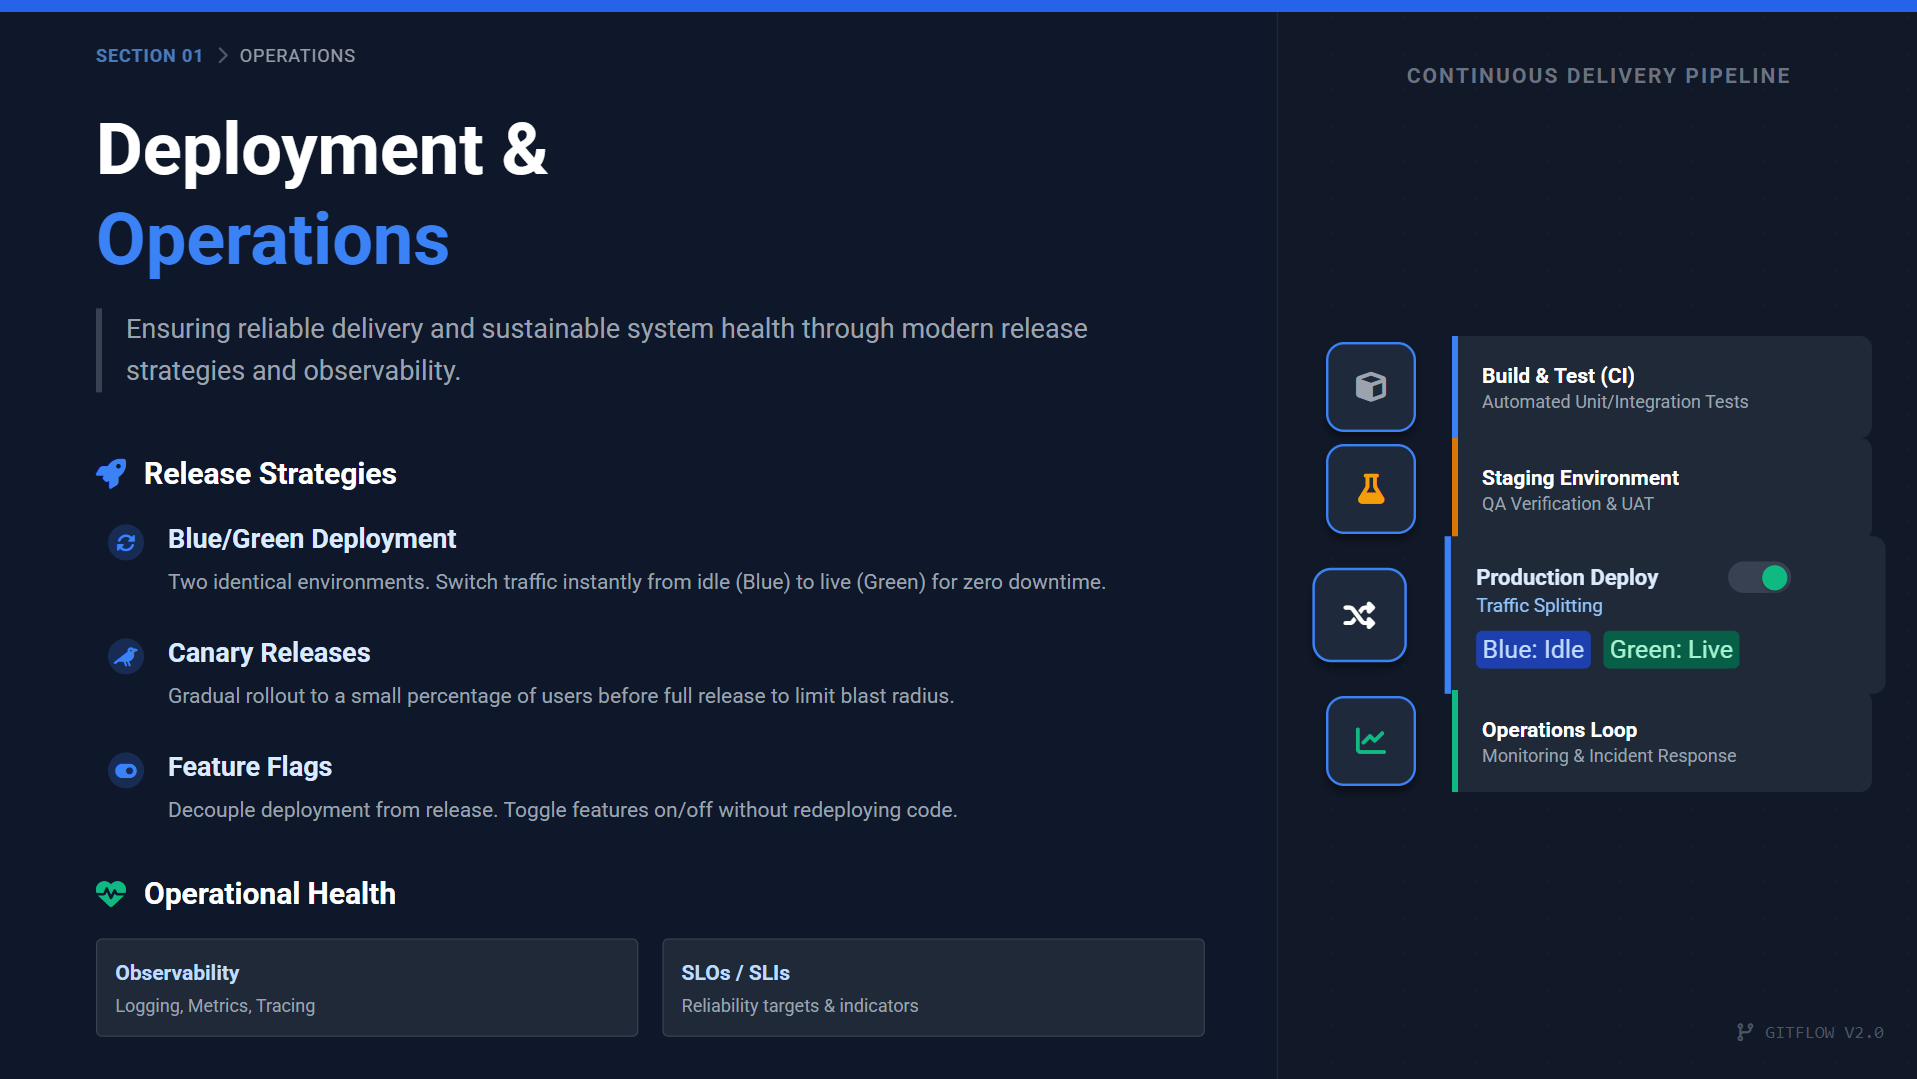 SECTION 01 > OPERATIONS
Deployment &
Operations
Ensuring reliable delivery and sustainable system health through modern release
strategies and observability.
Release Strategies
Blue/Green Deployment
Two identical environments. Switch traffic instantly from idle (Blue) to live (Green) for zero downtime.
Canary Releases
Gradual rollout to a small percentage of users before full release to limit blast radius.
Feature Flags
Decouple deployment from release. Toggle features on/off without redeploying code.
Operational Health
Observability
Logging, Metrics, Tracing
SLOs / SLIs
Reliability targets & indicators
CONTINUOUS DELIVERY PIPELINE
Build & Test (CI)
Automated Unit/Integration Tests
Staging Environment
QA Verification & UAT
Production Deploy
Traffic Splitting
Blue: Idle Green: Live
Operations Loop
Monitoring & Incident Response
GITFLOW V2.0